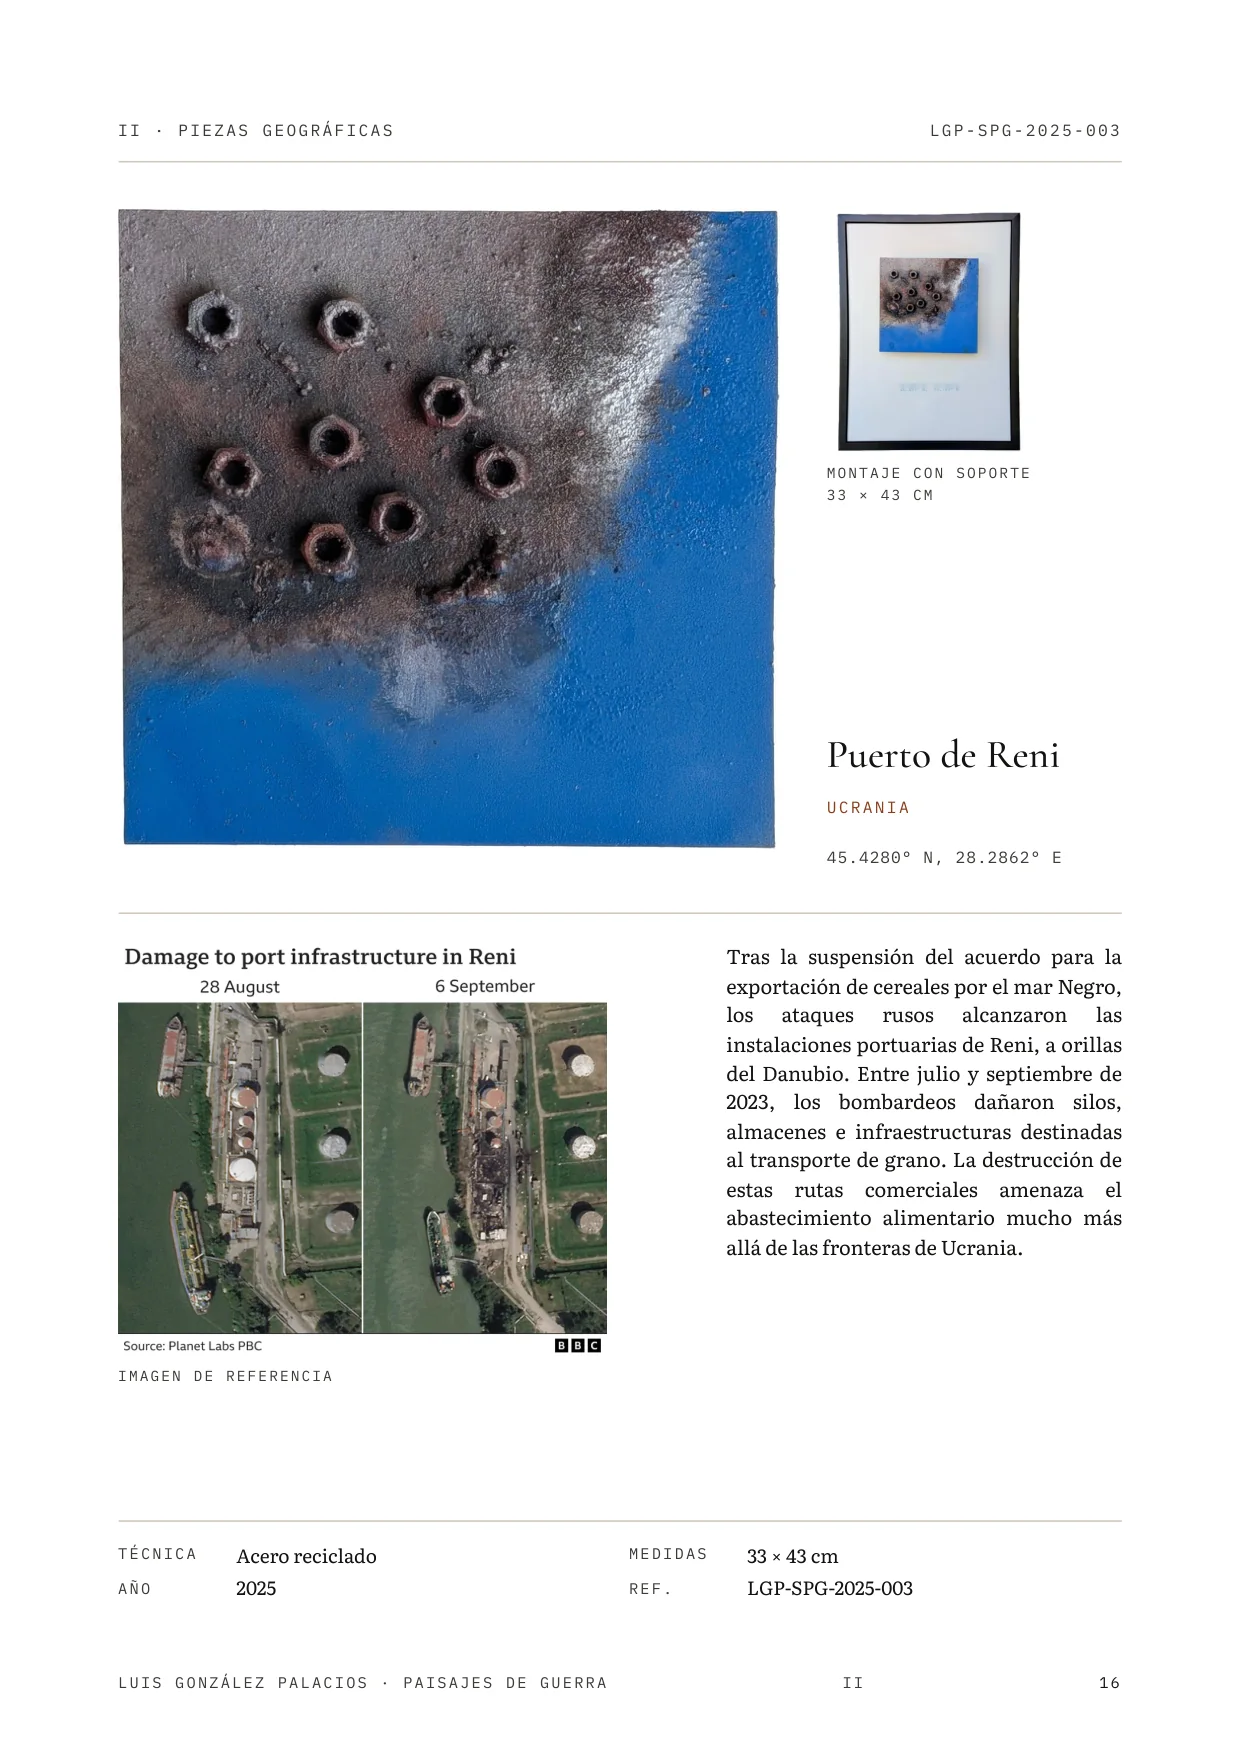 II · PIEZAS GEOGRÁFICAS
LGP-SPG-2025-003
MONTAJE CON SOPORTE
33 × 43 CM
Puerto de Reni
UCRANIA
45.4280° N, 28.2862° E
Damage to port infrastructure in Reni
28 August
6 September
Source: Planet Labs PBC
BBC
IMAGEN DE REFERENCIA
Tras la suspensión del acuerdo para la
exportación de cereales por el mar Negro,
los ataques rusos alcanzaron las
instalaciones portuarias de Reni, a orillas
del Danubio. Entre julio y septiembre de
2023, los bombardeos dañaron silos,
almacenes e infraestructuras destinadas
al transporte de grano. La destrucción de
estas rutas comerciales amenaza el
abastecimiento alimentario mucho más
allá de las fronteras de Ucrania.
TÉCNICA Acero reciclado
MEDIDAS 33 × 43 cm
AÑO 2025
REF. LGP-SPG-2025-003
LUIS GONZÁLEZ PALACIOS · PAISAJES DE GUERRA
II
16